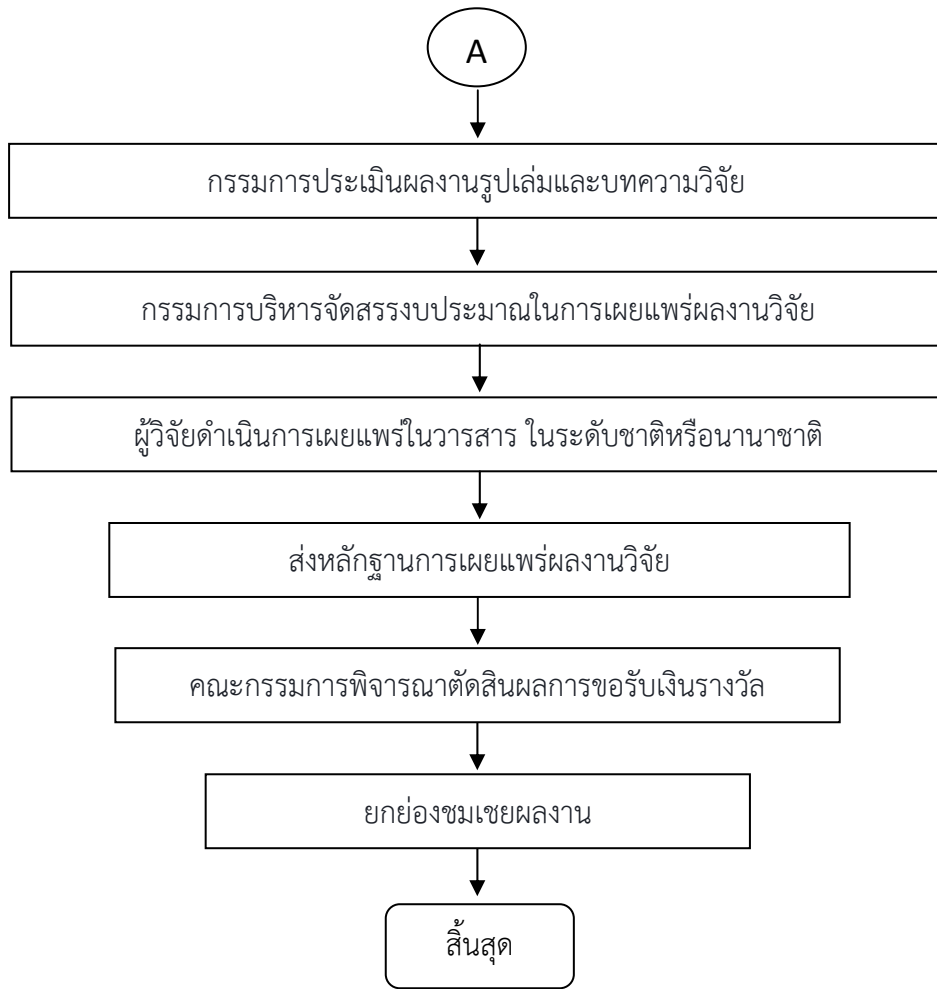 A
กรรมการประเมินผลงานรูปเล่มและบทความวิจัย
กรรมการบริหารจัดสรรงบประมาณในการเผยแพร่ผลงานวิจัย
ผู้วิจัยดำเนินการเผยแพร่ในวารสาร ในระดับชาติหรือนานาชาติ
ส่งหลักฐานการเผยแพร่ผลงานวิจัย
คณะกรรมการพิจารณาตัดสินผลการขอรับเงินรางวัล
ยกย่องชมเชยผลงาน
สิ้นสุด